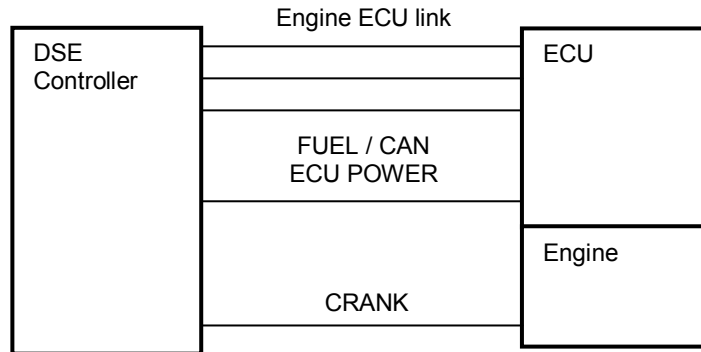 Engine ECU link
DSE
Controller
ECU
FUEL / CAN
ECU POWER
Engine
CRANK